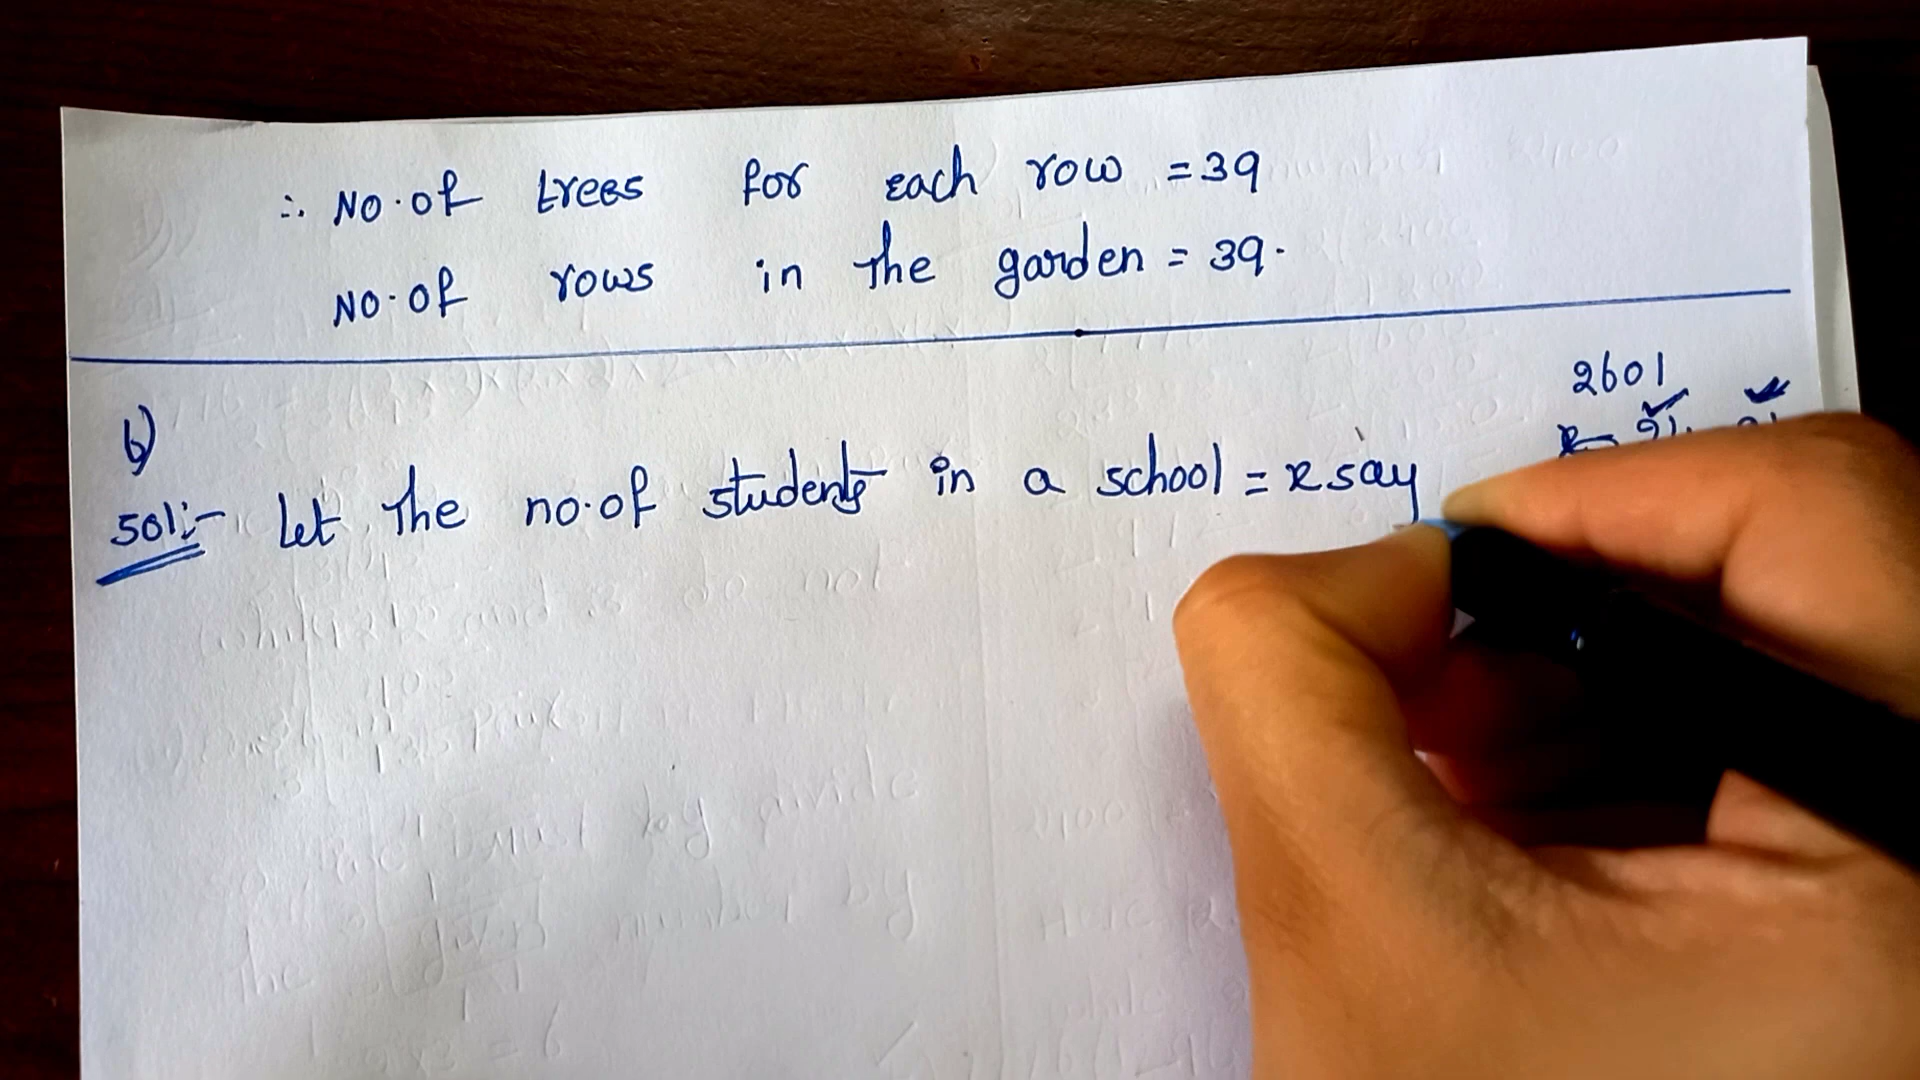 ∴ No.of trees for each row = 39
No.of rows in the garden = 39.
2601
6)
Sol:- Let the no.of students in a school = x say